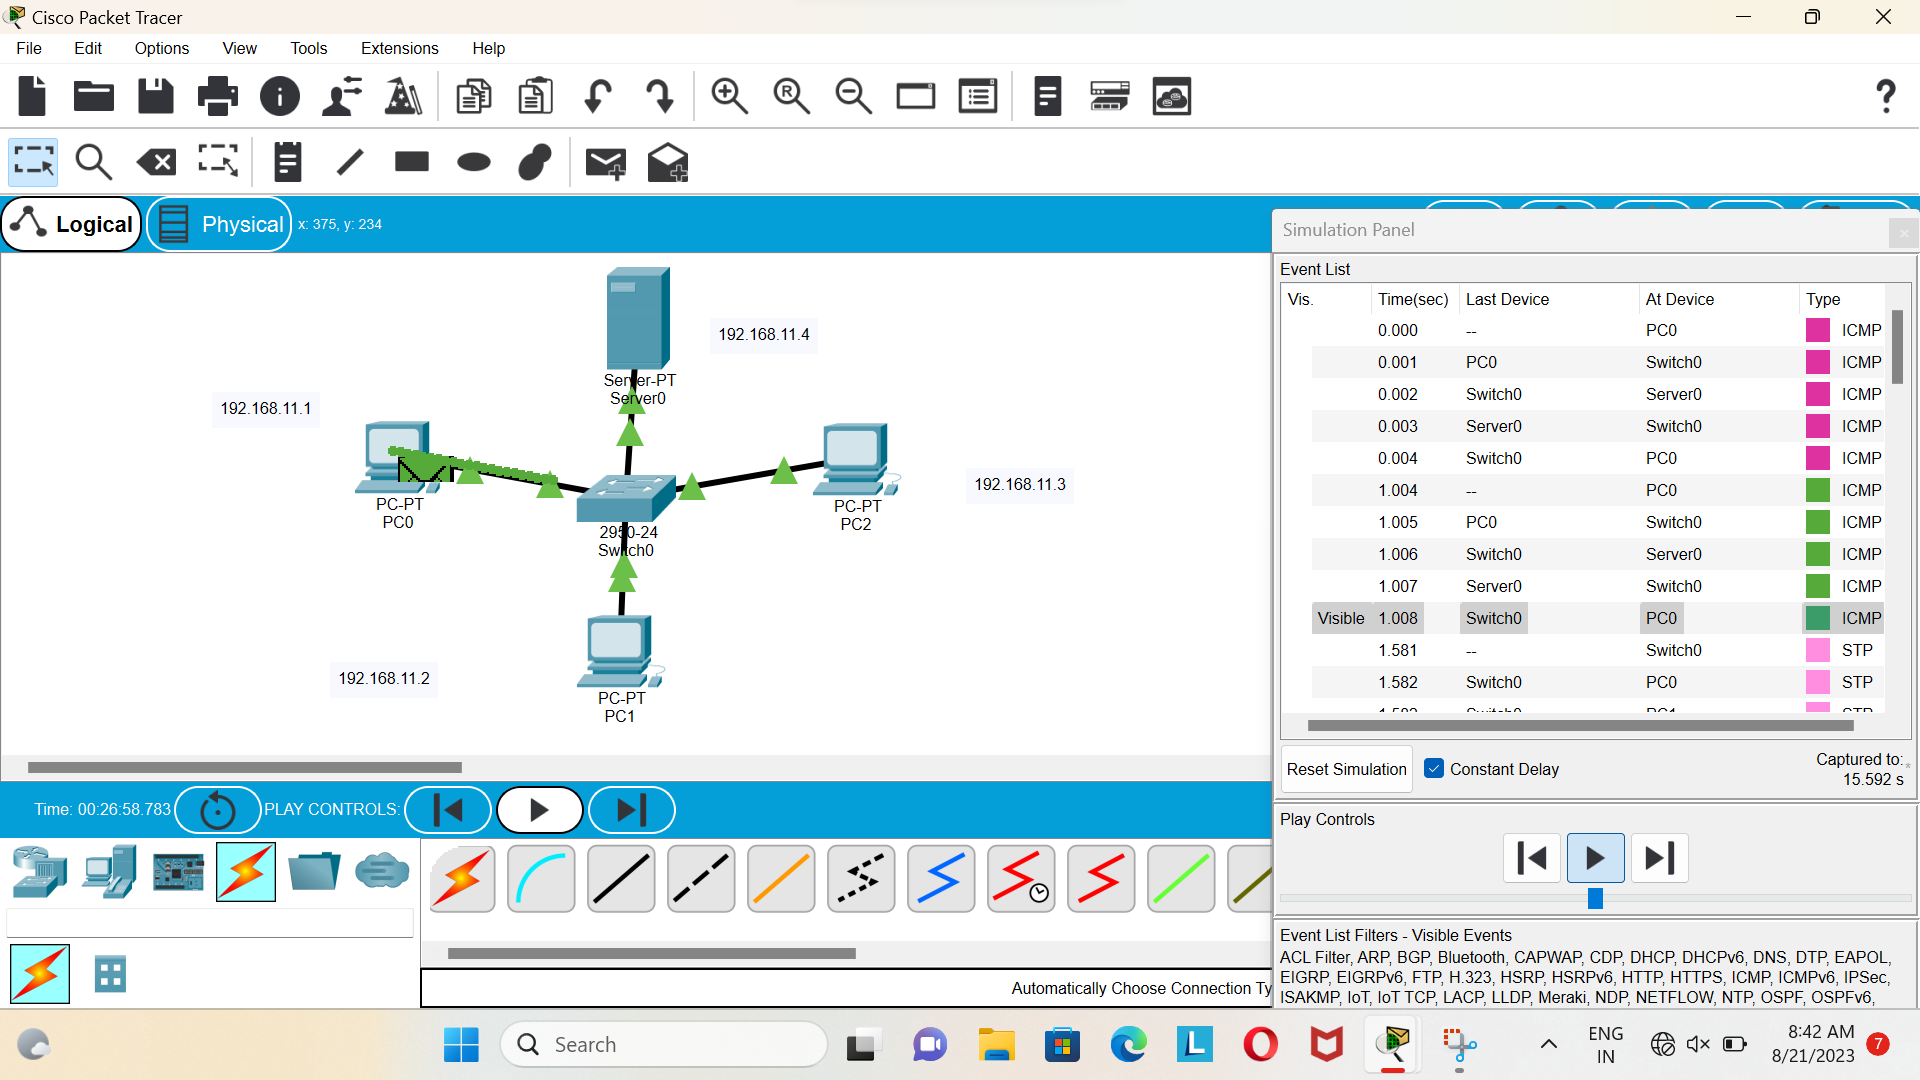 Cisco Packet Tracer
File Edit Options View Tools Extensions Help
Logical Physical x: 375, y: 234
Simulation Panel
Event List
Vis. Time(sec) Last Device At Device Type
0.000 -- PC0 ICMP
0.001 PC0 Switch0 ICMP
0.002 Switch0 Server0 ICMP
0.003 Server0 Switch0 ICMP
0.004 Switch0 PC0 ICMP
1.004 -- PC0 ICMP
1.005 PC0 Switch0 ICMP
1.006 Switch0 Server0 ICMP
1.007 Server0 Switch0 ICMP
Visible 1.008 Switch0 PC0 ICMP
1.581 -- Switch0 STP
1.582 Switch0 PC0 STP
192.168.11.4
Server-PT
Server0
192.168.11.1
PC-PT
PC0
PC-PT
PC2
192.168.11.3
2950-24
Switch0
192.168.11.2
PC-PT
PC1
Reset Simulation Constant Delay
Captured to: *
15.592 s
Time: 00:26:58.783 PLAY CONTROLS:
Play Controls
Event List Filters - Visible Events
ACL Filter, ARP, BGP, Bluetooth, CAPWAP, CDP, DHCP, DHCPv6, DNS, DTP, EAPOL,
EIGRP, EIGRPv6, FTP, H.323, HSRP, HSRPv6, HTTP, HTTPS, ICMP, ICMPv6, IPSec,
ISAKMP, IoT, IoT TCP, LACP, LLDP, Meraki, NDP, NETFLOW, NTP, OSPF, OSPFv6,
Automatically Choose Connection Ty
Search
ENG
IN
8:42 AM
8/21/2023
7